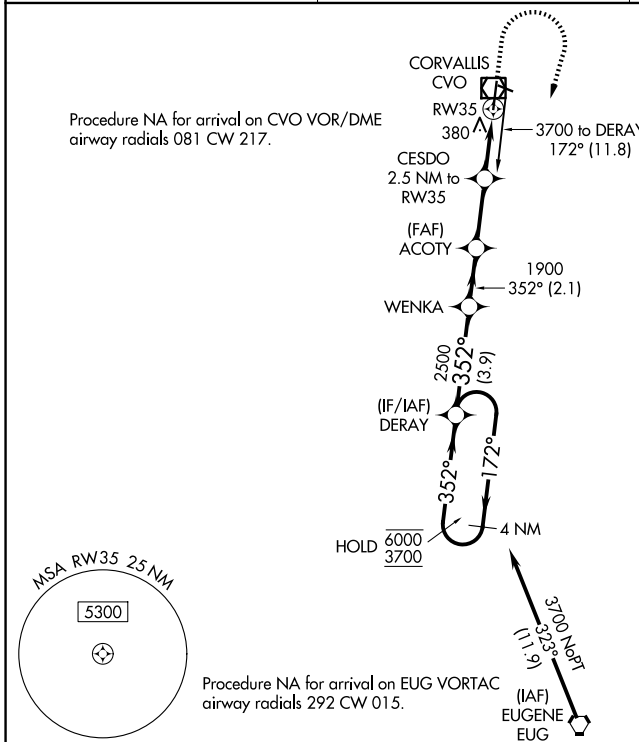 CORVALLIS
CVO
Procedure NA for arrival on CVO VOR/DME
airway radials 081 CW 217.
RW35
380
3700 to DERAY
172° (11.8)
CESDO
2.5 NM to
RW35
(FAF)
ACOTY
1900
352° (2.1)
WENKA
2500
352°
(3.9)
(IF/IAF)
DERAY
352°
172°
HOLD 6000
3700
4 NM
MSA RW35 25 NM
5300
3700 NoPT
323°
(11.9)
Procedure NA for arrival on EUG VORTAC
airway radials 292 CW 015.
(IAF)
EUGENE
EUG